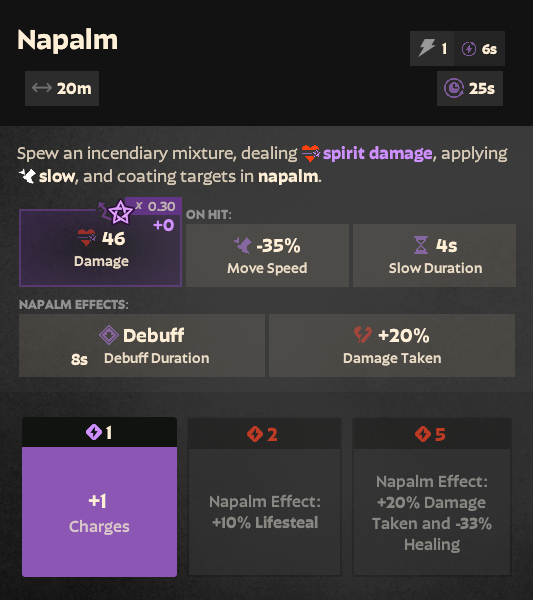 Napalm
1 6s
20m 25s
Spew an incendiary mixture, dealing spirit damage, applying
slow, and coating targets in napalm.
x 0.30
+0
46
Damage
ON HIT:
-35%
Move Speed
4s
Slow Duration
NAPALM EFFECTS:
Debuff
8s Debuff Duration
+20%
Damage Taken
1
+1
Charges
2
Napalm Effect:
+10% Lifesteal
5
Napalm Effect:
+20% Damage
Taken and -33%
Healing